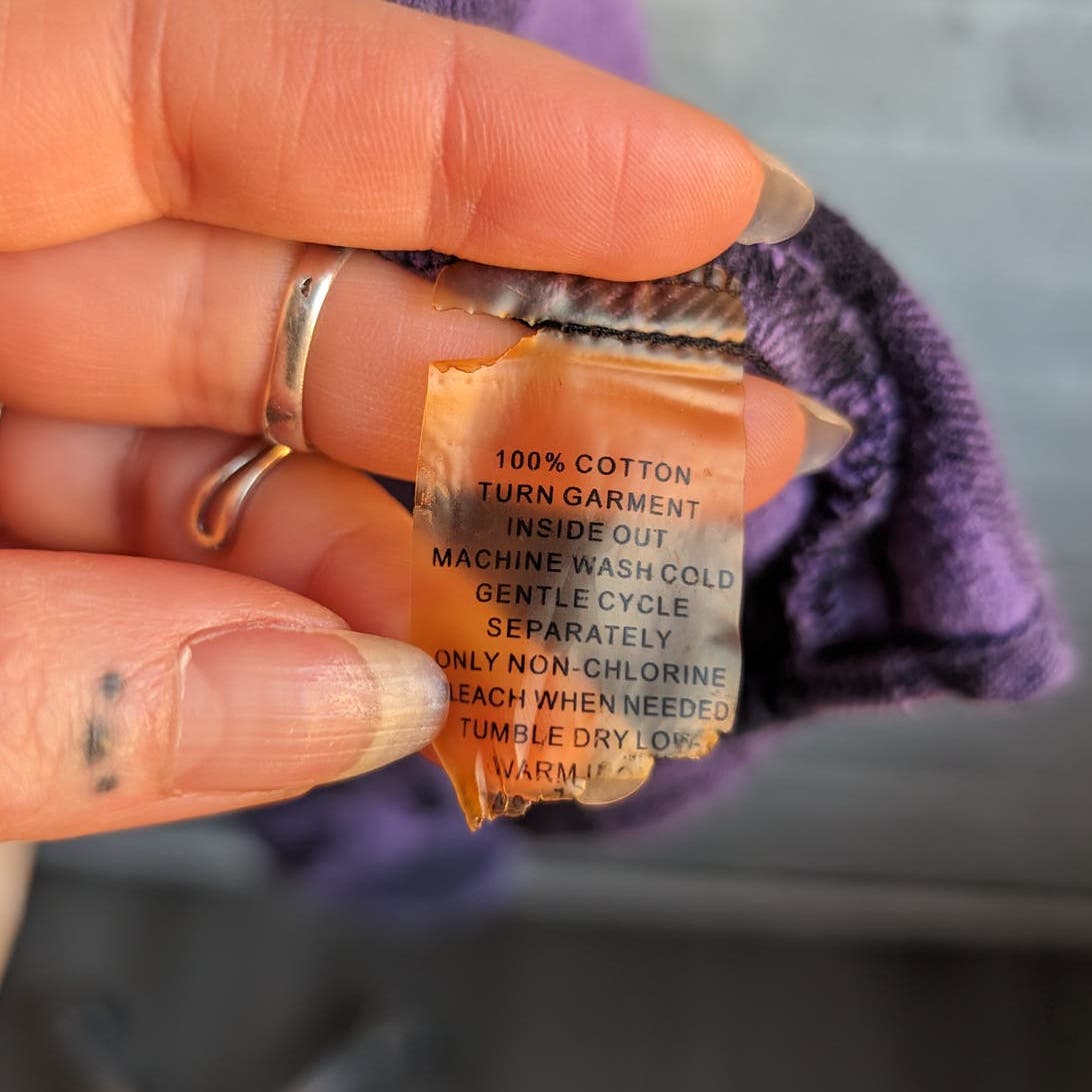 100% COTTON
TURN GARMENT
INSIDE OUT
MACHINE WASH COLD
GENTLE CYCLE
SEPARATELY
ONLY NON-CHLORINE
LEACH WHEN NEEDED
TUMBLE DRY LOW
WARM